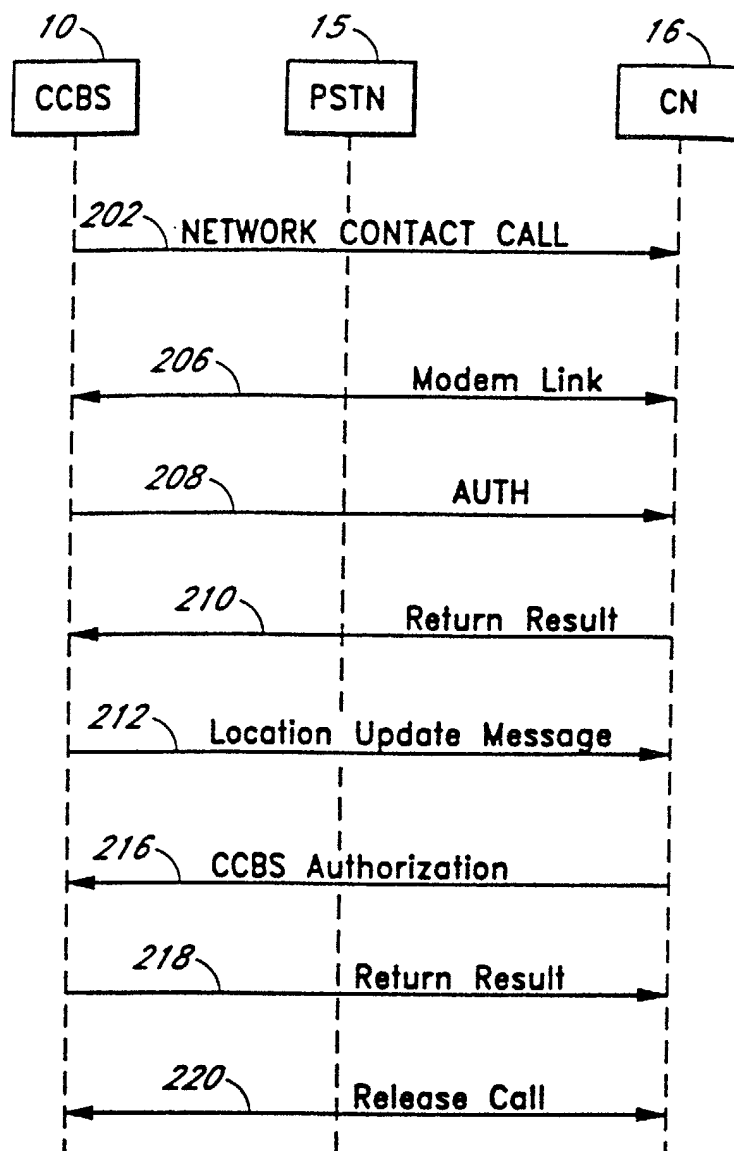 10 15 16
CCBS PSTN CN
202 NETWORK CONTACT CALL
206 Modem Link
208 AUTH
210 Return Result
212 Location Update Message
216 CCBS Authorization
218 Return Result
220 Release Call